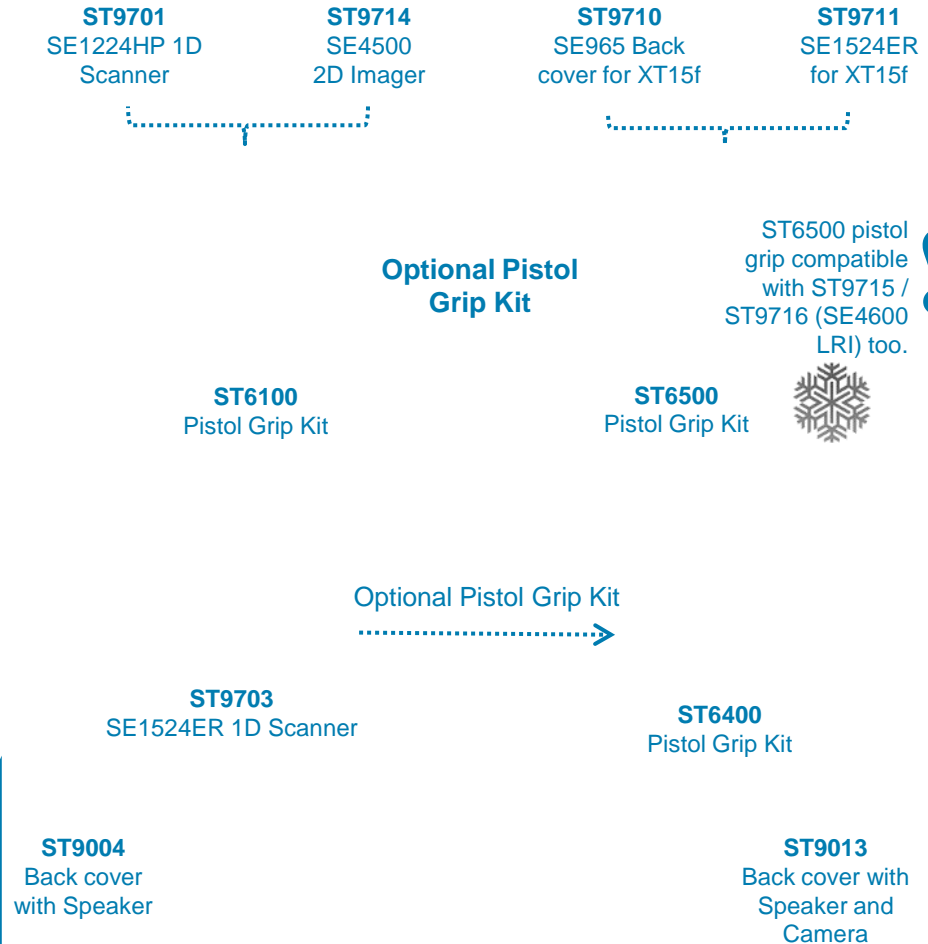 ST9701
SE1224HP 1D
Scanner
ST9714
SE4500
2D Imager
ST9710
SE965 Back
cover for XT15f
ST9711
SE1524ER
for XT15f
Optional Pistol
Grip Kit
ST6500 pistol
grip compatible
with ST9715 /
ST9716 (SE4600
LRI) too.
ST6100
Pistol Grip Kit
ST6500
Pistol Grip Kit
Optional Pistol Grip Kit
ST9703
SE1524ER 1D Scanner
ST6400
Pistol Grip Kit
ST9004
Back cover
with Speaker
ST9013
Back cover with
Speaker and
Camera